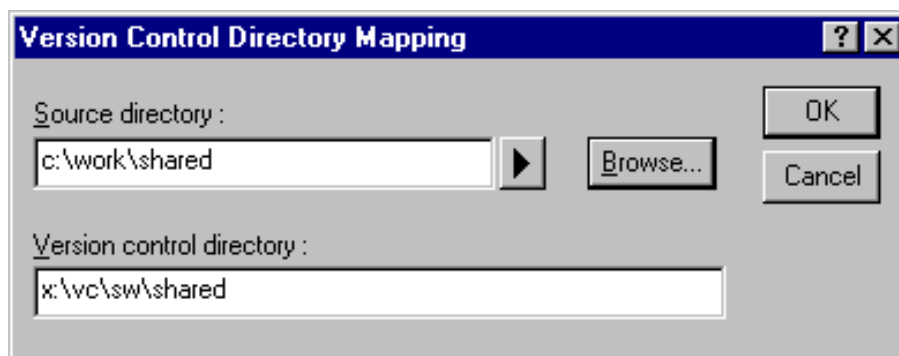 Version Control Directory Mapping
Source directory :
OK
c:\work\shared
Browse...
Cancel
Version control directory :
x:\vc\sw\shared